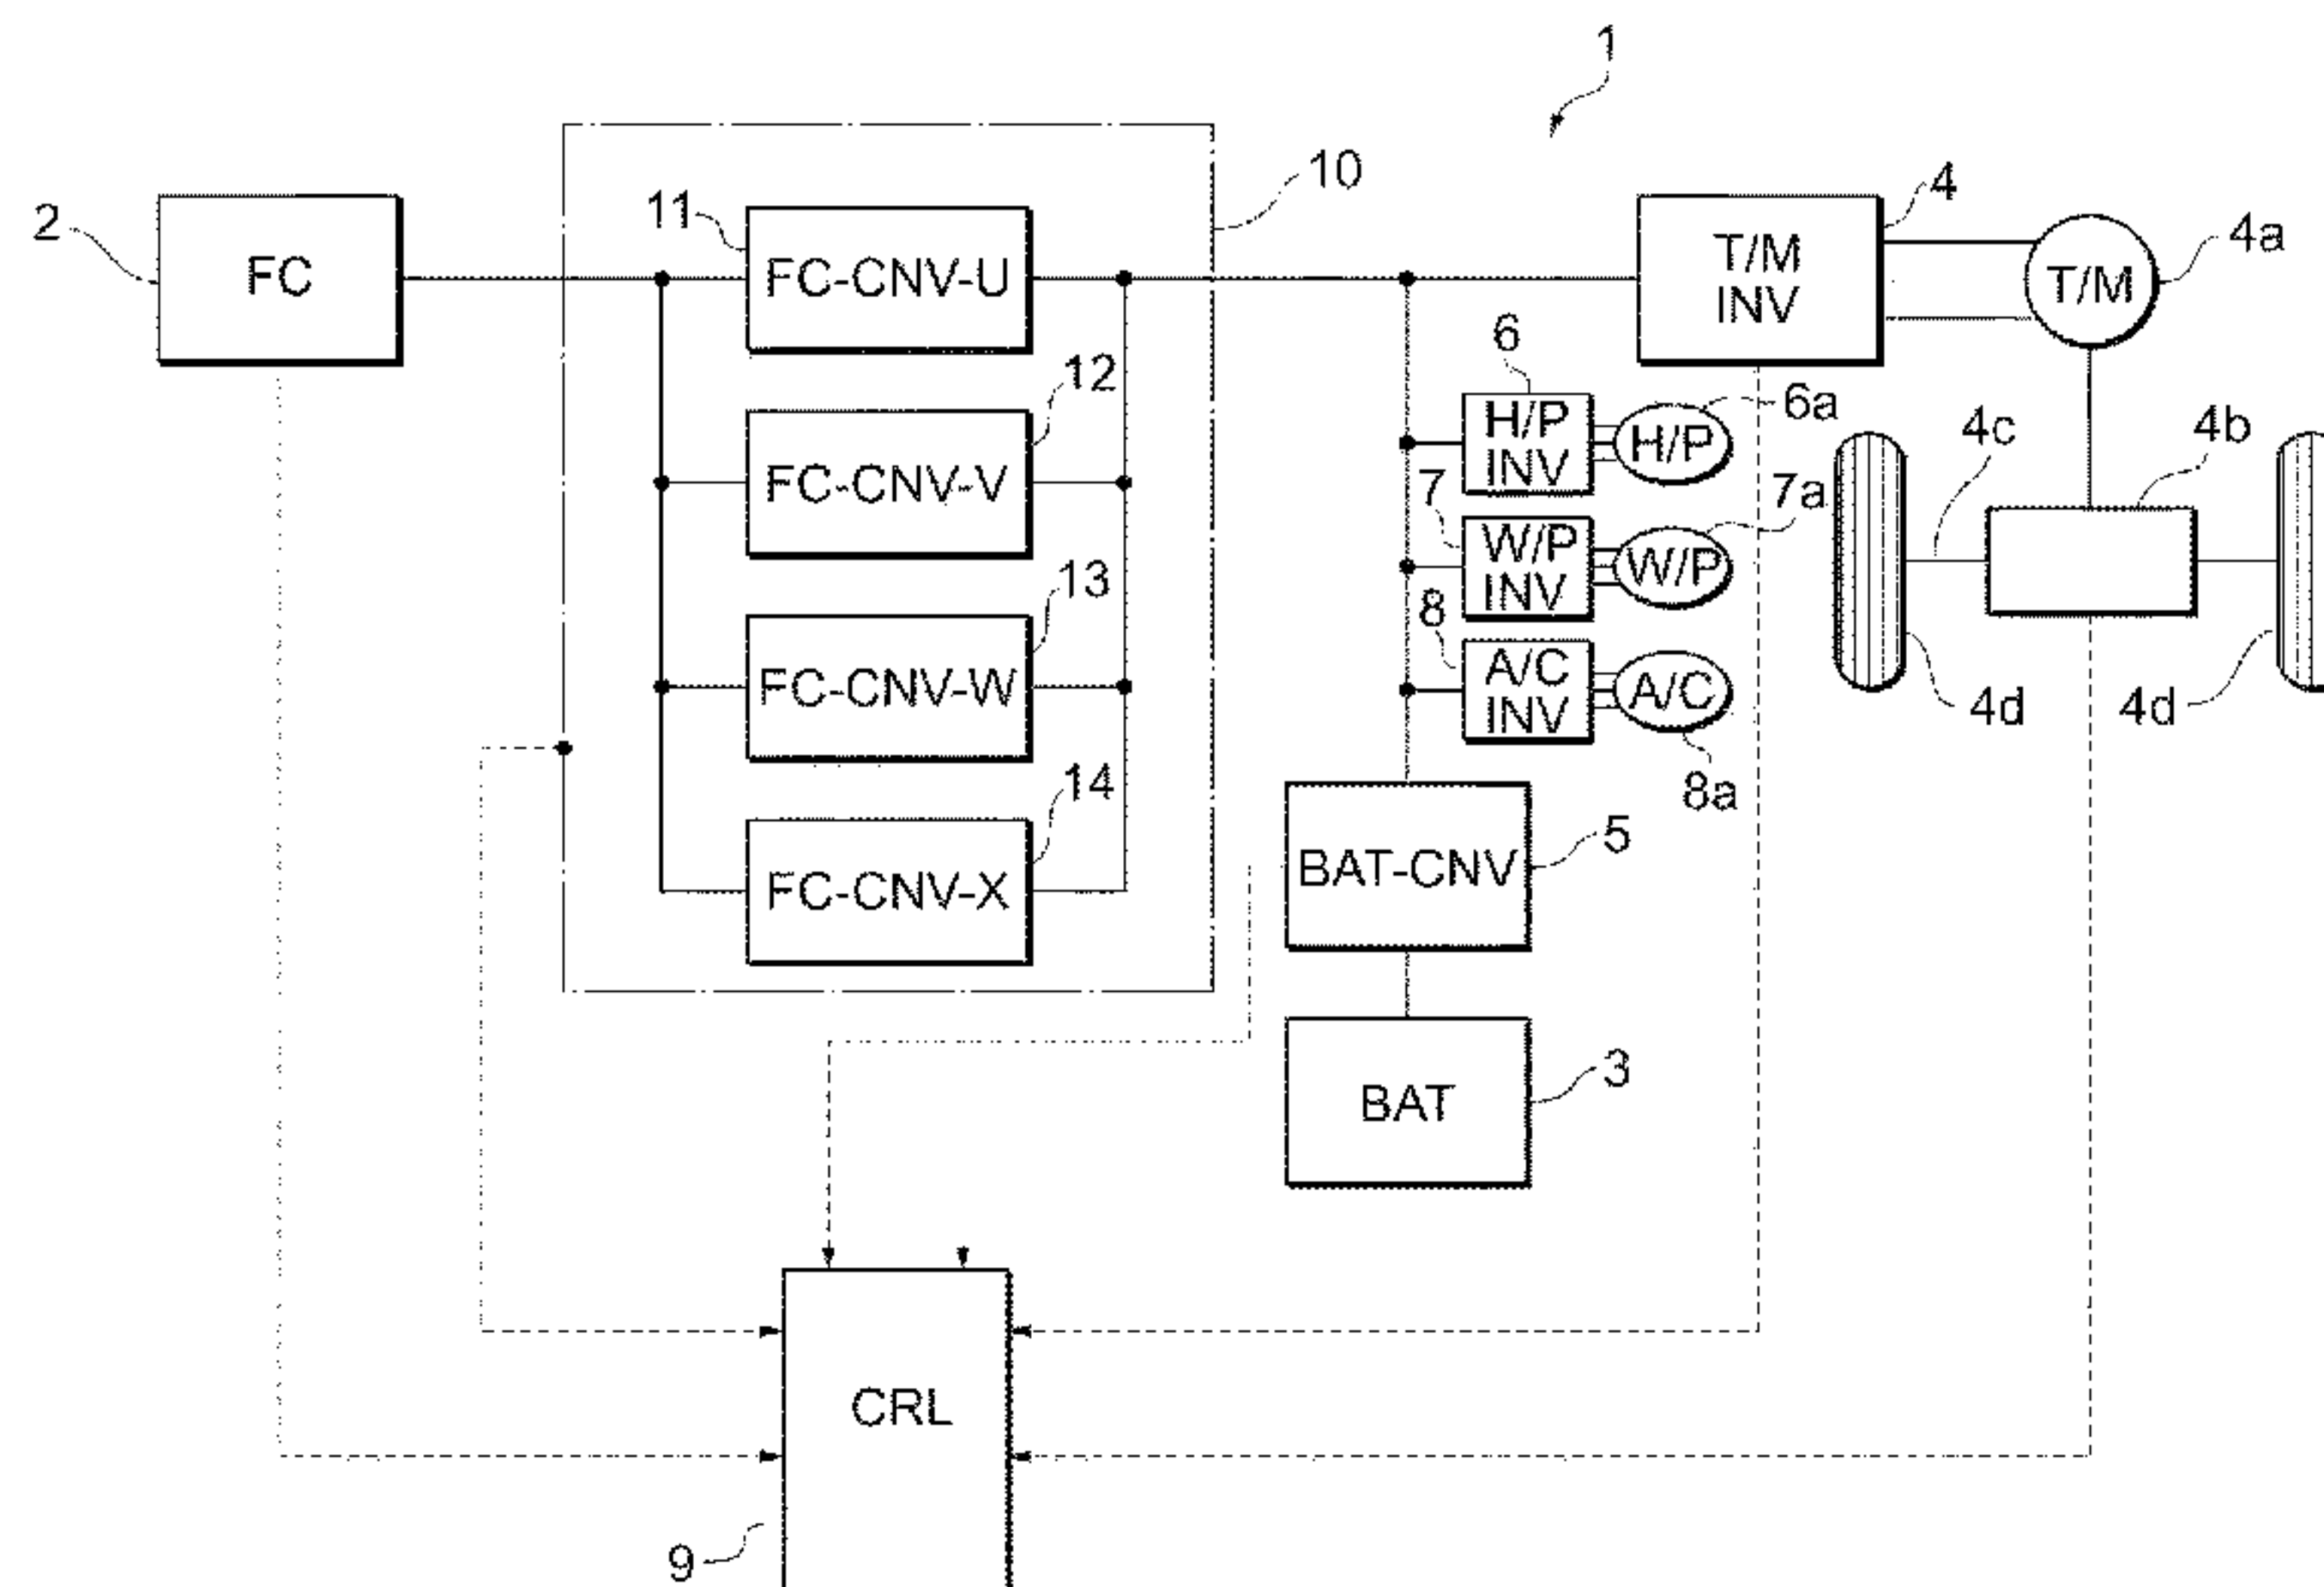 1
10
4
2
FC
11
FC-CNV-U
T/M
INV
T/M
4a
12
FC-CNV-V
6
H/P
INV
H/P
6a
4c
4b
7
W/P
INV
W/P
7a
13
FC-CNV-W
8
A/C
INV
A/C
8a
4d
4d
14
FC-CNV-X
BAT-CNV
5
BAT
3
CRL
9